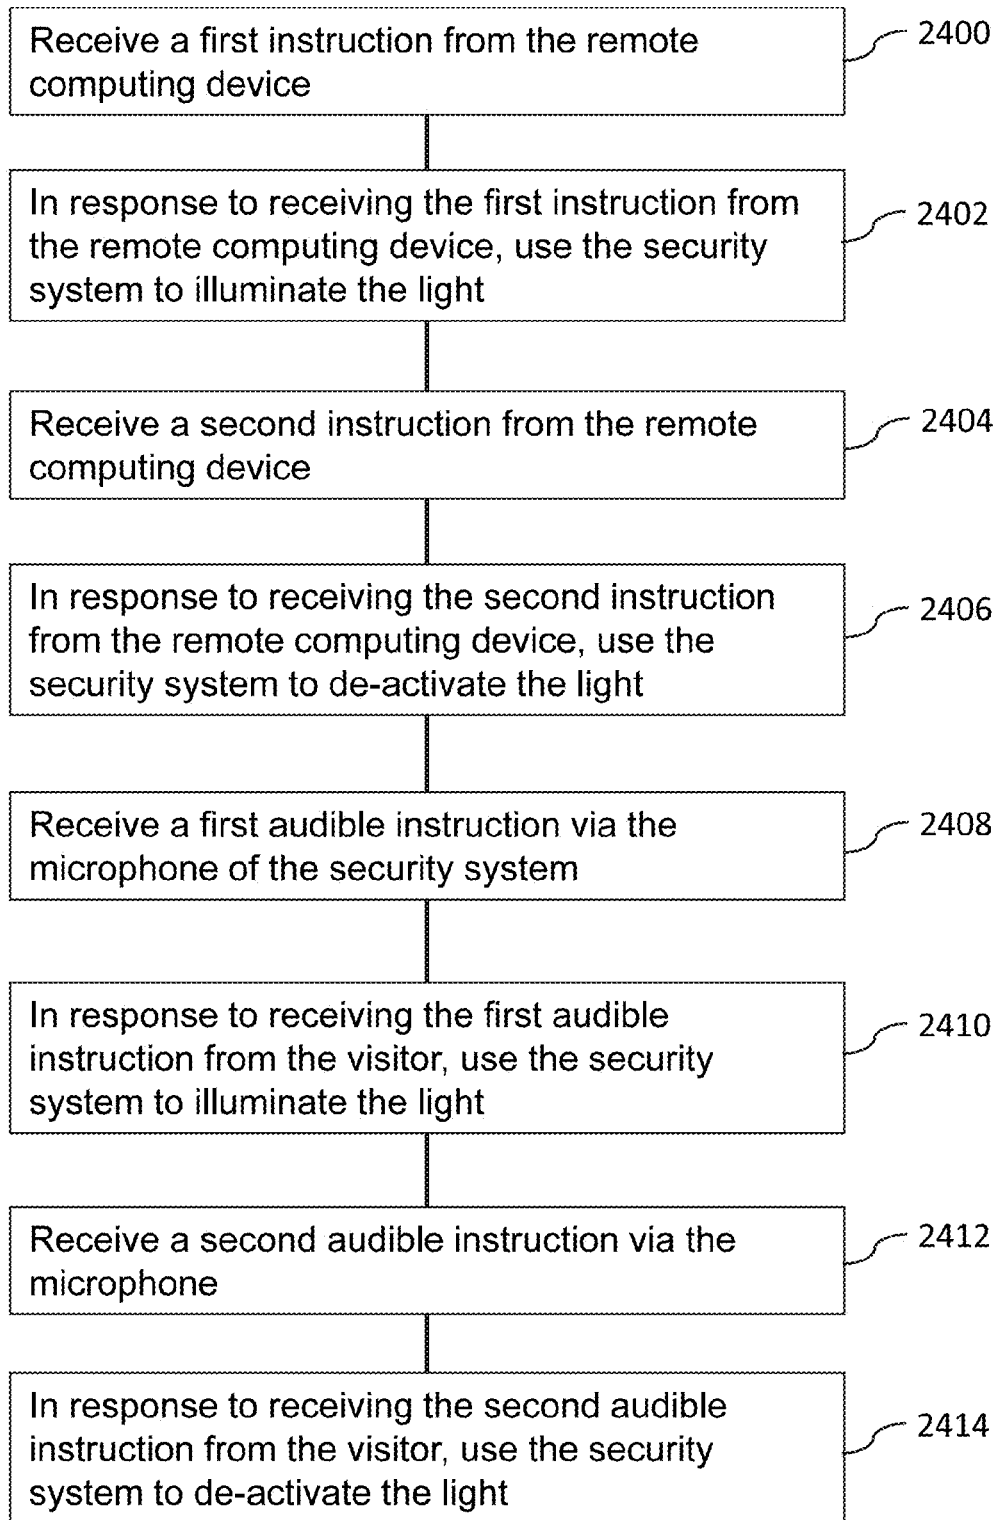 Receive a first instruction from the remote
computing device
2400
In response to receiving the first instruction from
the remote computing device, use the security
system to illuminate the light
2402
Receive a second instruction from the remote
computing device
2404
In response to receiving the second instruction
from the remote computing device, use the
security system to de-activate the light
2406
Receive a first audible instruction via the
microphone of the security system
2408
In response to receiving the first audible
instruction from the visitor, use the security
system to illuminate the light
2410
Receive a second audible instruction via the
microphone
2412
In response to receiving the second audible
instruction from the visitor, use the security
system to de-activate the light
2414